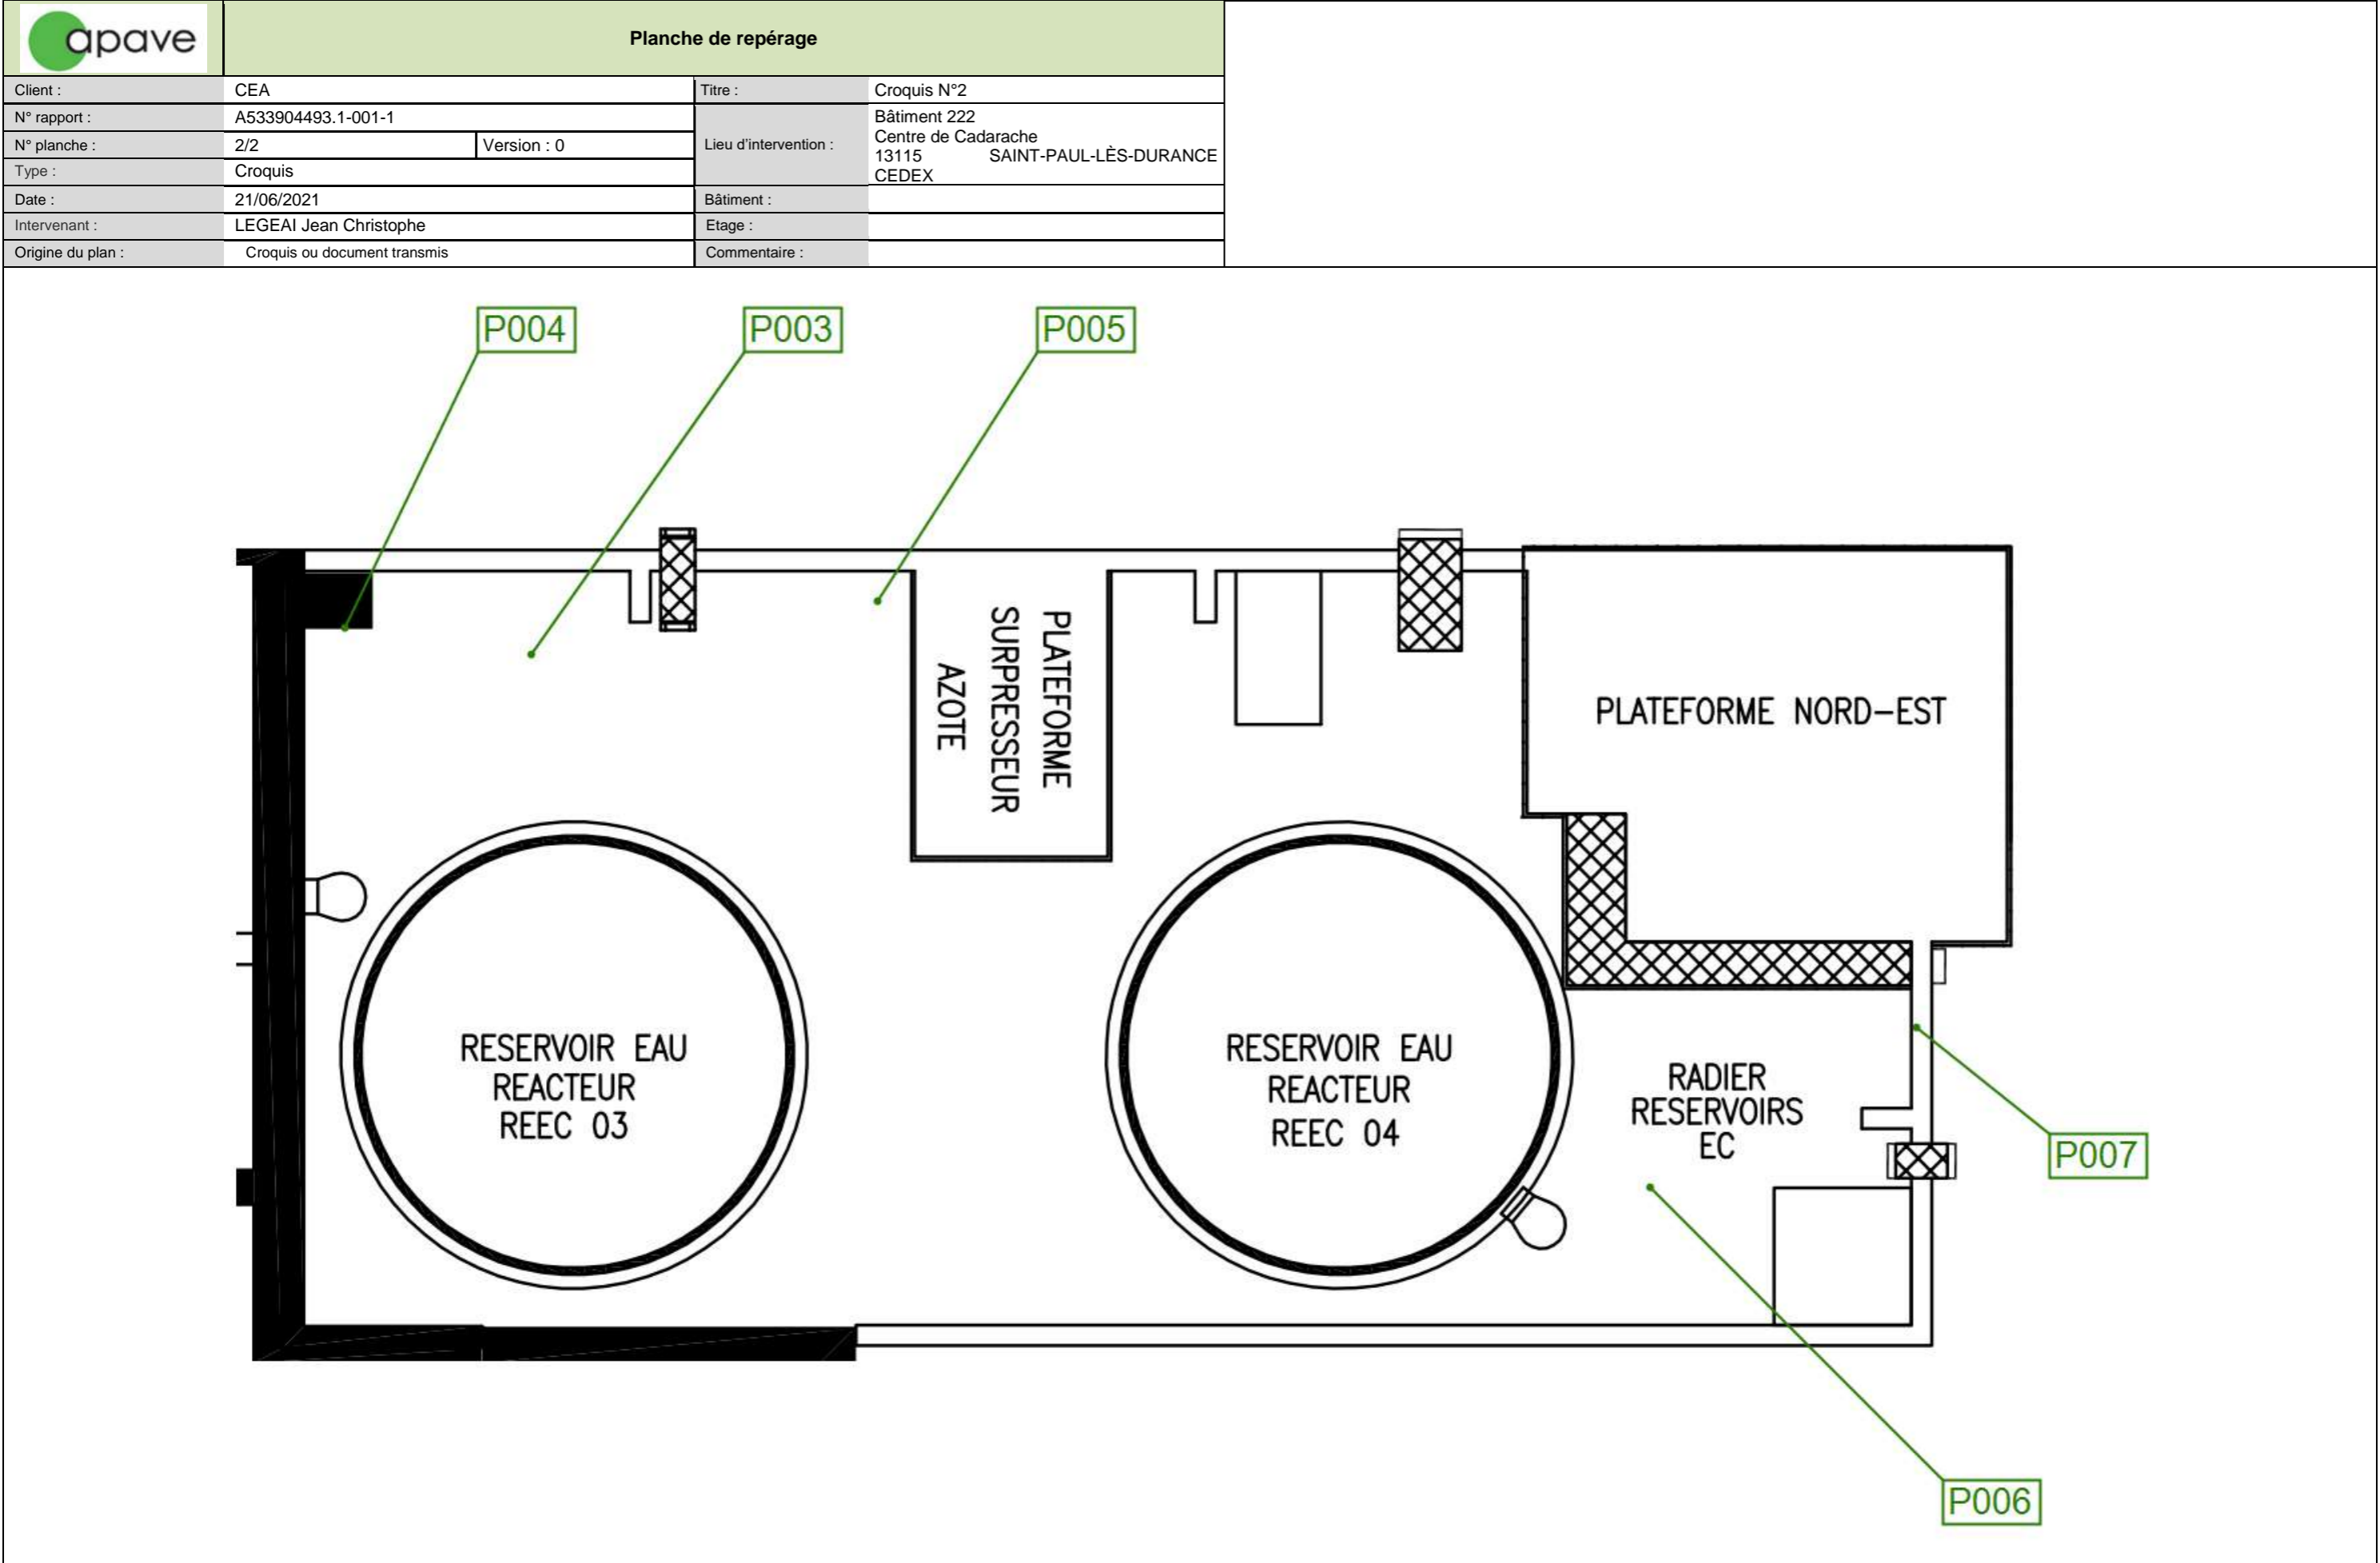 apave
Planche de repérage
Client :
CEA
Titre :
Croquis N°2
N° rapport :
A533904493.1-001-1
Lieu d'intervention :
Bâtiment 222
Centre de Cadarache
13115 SAINT-PAUL-LÈS-DURANCE
CEDEX
N° planche :
2/2
Version : 0
Type :
Croquis
Date :
21/06/2021
Bâtiment :
Intervenant :
LEGEAI Jean Christophe
Etage :
Origine du plan :
Croquis ou document transmis
Commentaire :
P004
P003
P005
PLATEFORME
SURPRESSEUR
AZOTE
PLATEFORME NORD-EST
RESERVOIR EAU
REACTEUR
REEC 03
RESERVOIR EAU
REACTEUR
REEC 04
RADIER
RESERVOIRS
EC
P007
P006